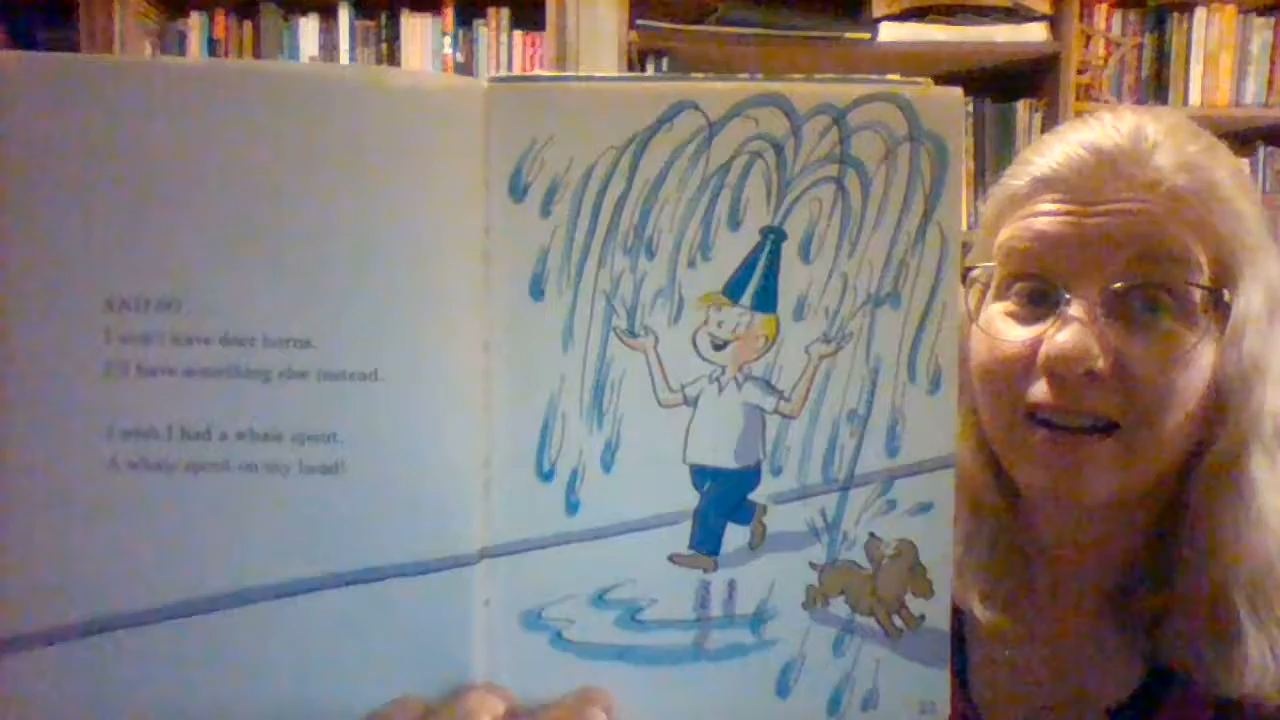 AND SO...
I won't have deer horns.
I'll have something else instead.
I wish I had a whale spout.
A whale spout on my head!